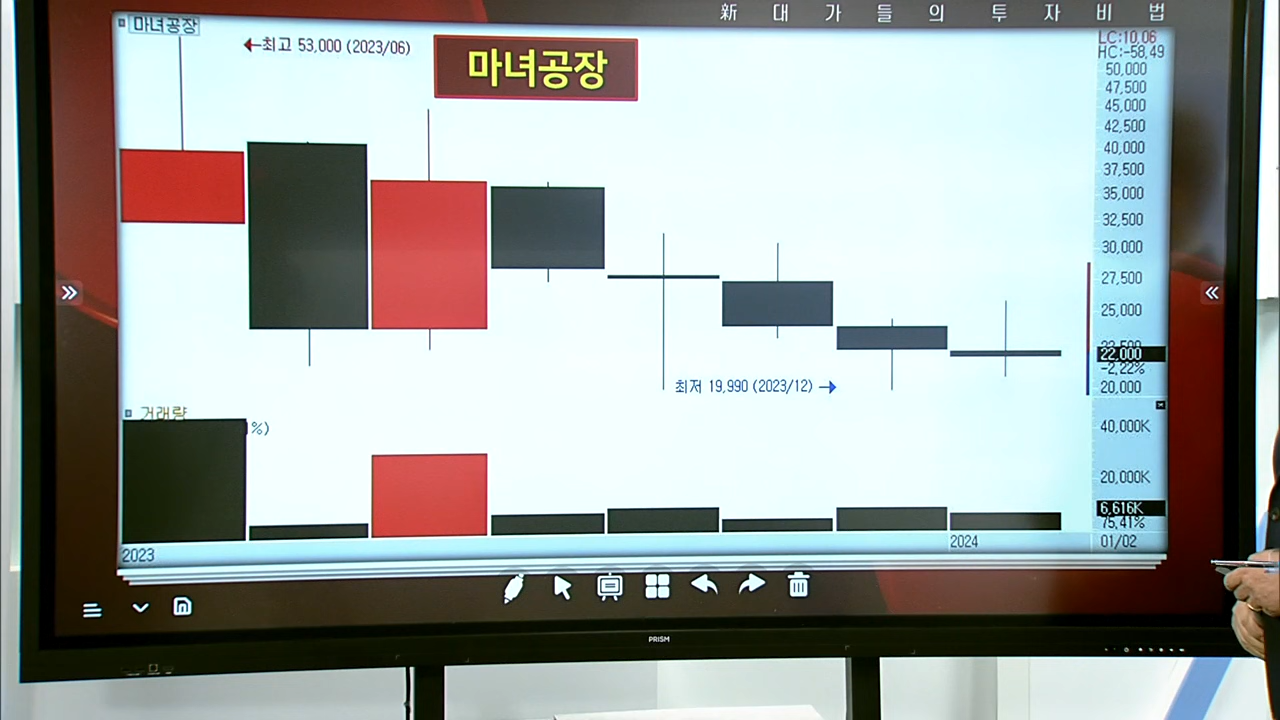 新 대 가 들 의 투 자 비 법
마녀공장
최고 53,000 (2023/06)
마녀공장
LC:10,06
HC:-58,49
50,000
47,500
45,000
42,500
40,000
37,500
35,000
32,500
30,000
27,500
25,000
22,500
22,000
-2,22%
20,000
최저 19,990 (2023/12)
거래량
1%)
40,000K
20,000K
6,616K
75,41%
2023
2024
01/02
PRISM